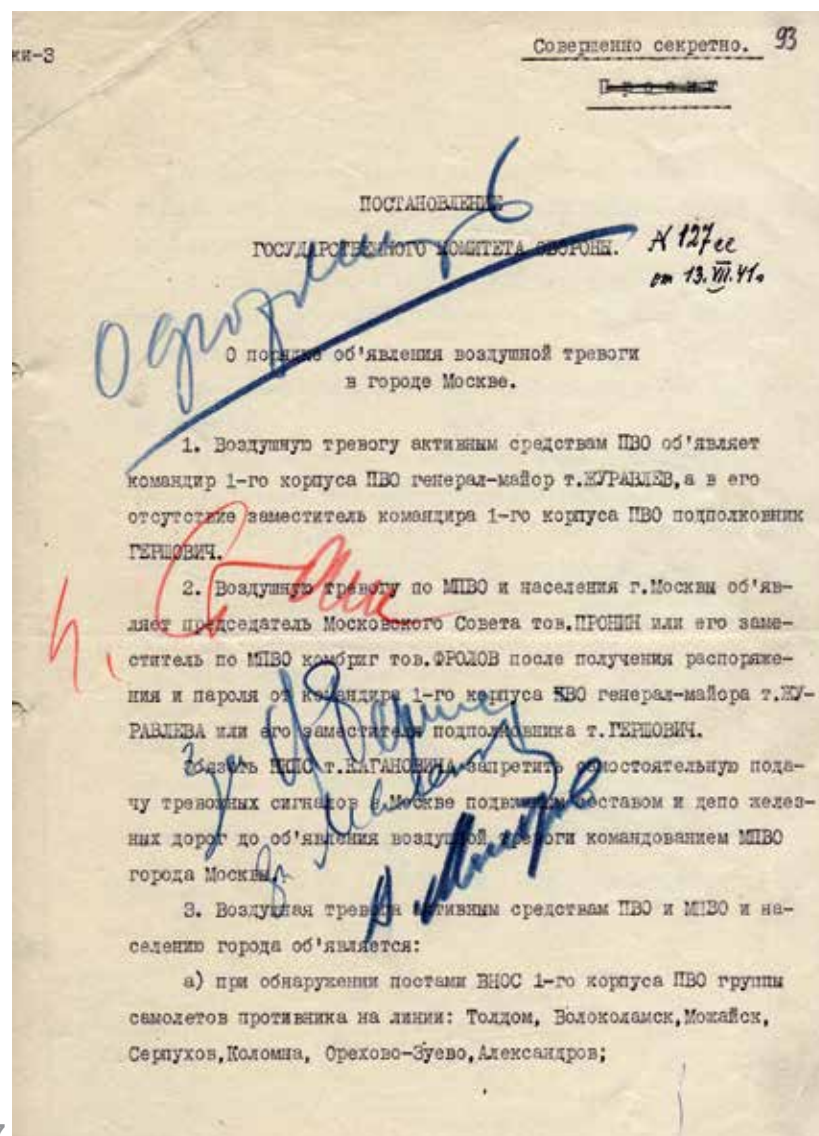 ки-3
Совершенно секретно. 93
Проэкт
ПОСТАНОВЛЕНИЕ
ГОСУДАРСТВЕННОГО КОМИТЕТА ОБОРОНЫ.
№ 127сс
от 13.VII.41г
О порядке об'явления воздушной тревоги
в городе Москве.
1. Воздушную тревогу активным средствам ПВО об'являет
командир 1-го корпуса ПВО генерал-майор т.ЖУРАВЛЕВ,а в его
отсутствие заместитель командира 1-го корпуса ПВО подполковник
ГЕРШОВИЧ.
2. Воздушную тревогу по МПВО и населения г.Москвы об'яв-
ляет председатель Московского Совета тов.ПРОНИН или его заме-
ститель по МПВО комбриг тов.ФРОЛОВ после получения распоряже-
ния и пароля от командира 1-го корпуса ПВО генерал-майора т.ЖУ-
РАВЛЕВА или его заместителя подполковника т.ГЕРШОВИЧ.
Обязать НКПС т.КАГАНОВИЧА запретить самостоятельную пода-
чу тревожных сигналов в Москве подвижным составом и депо желез-
ных дорог до об'явления воздушной тревоги командованием МПВО
города Москвы.
3. Воздушная тревога активным средствам ПВО и МПВО и на-
селению города об'является:
а) при обнаружении постами ВНОС 1-го корпуса ПВО группы
самолетов противника на линии: Толдом, Волоколамск,Можайск,
Серпухов,Коломна, Орехово-Зуево,Александров;